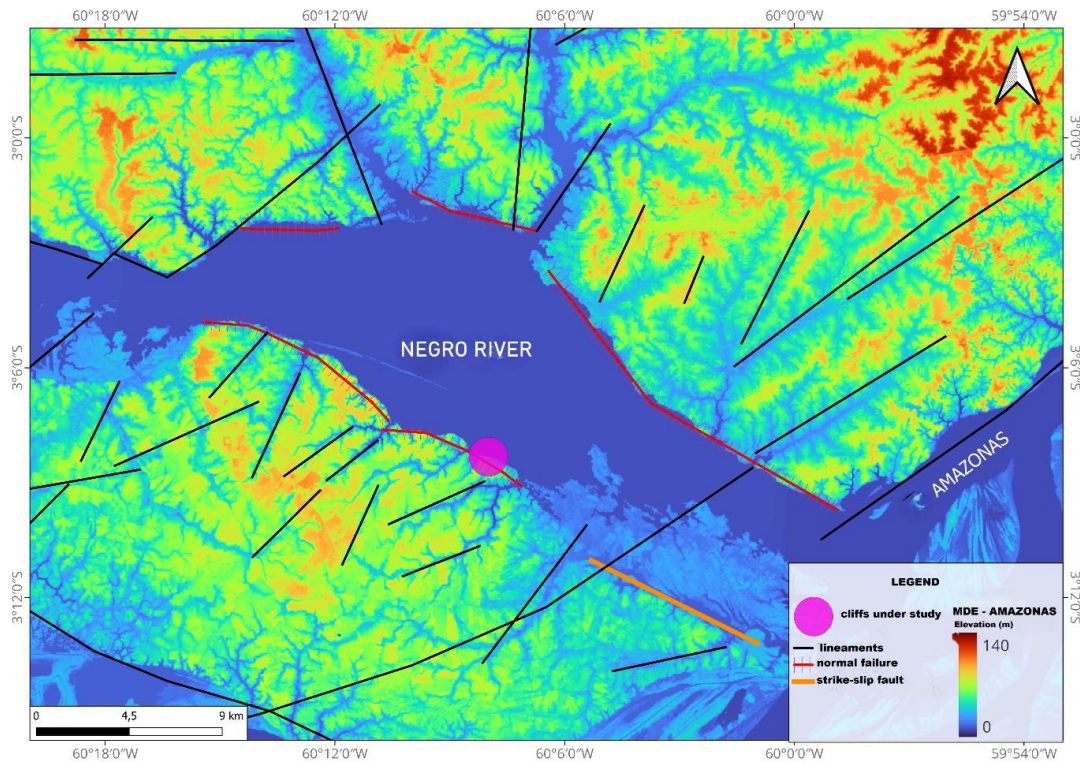 60°18'0"W 60°12'0"W 60°6'0"W 60°0'0"W 59°54'0"W
3°0'0"S 3°0'0"S
NEGRO RIVER
3°6'0"S 3°6'0"S
AMAZONAS
3°12'0"S 3°12'0"S
LEGEND
cliffs under study
MDE - AMAZONAS
Elevation (m)
140
0
lineaments
normal failure
strike-slip fault
0 4,5 9 km
60°18'0"W 60°12'0"W 60°6'0"W 60°0'0"W 59°54'0"W